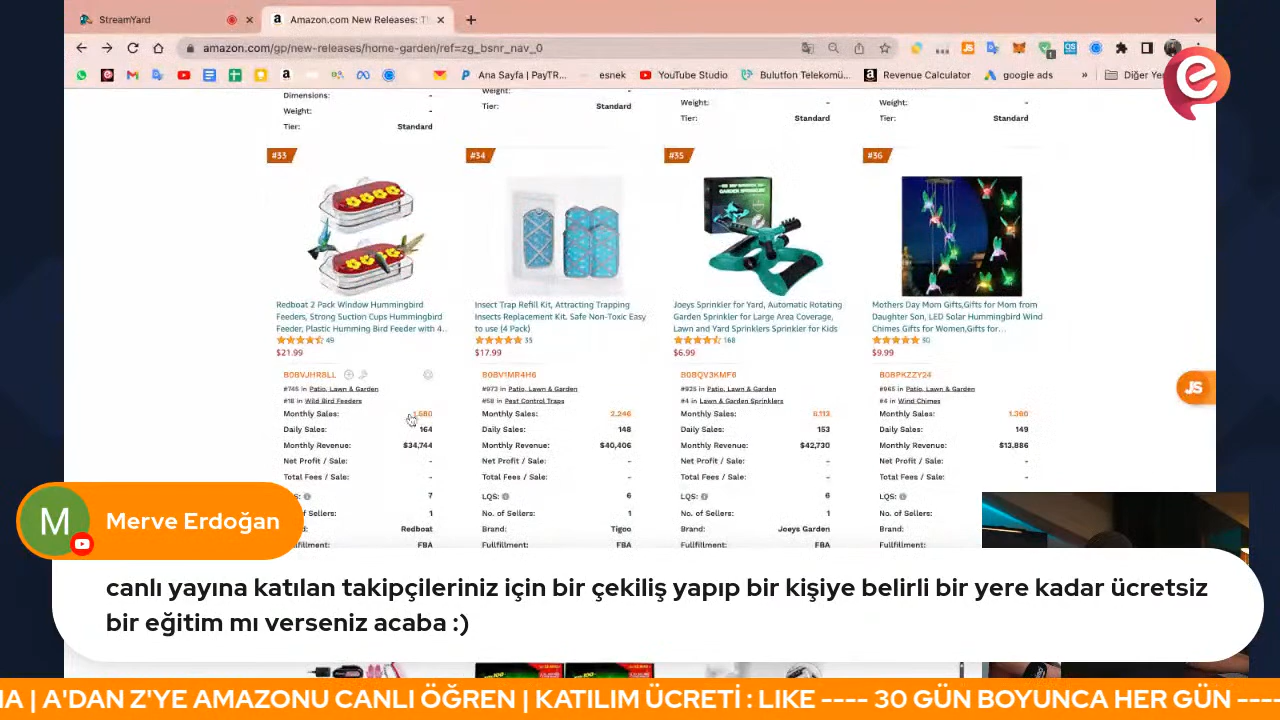 StreamYard
Amazon.com New Releases: T
amazon.com/gp/new-releases/home-garden/ref=zg_bsnr_nav_0
Ana Sayfa | PayTR... esnek YouTube Studio Bulutfon Telekomü... Revenue Calculator google ads » Diğer Ye
Dimensions: -
Weight: -
Tier: Standard
Weight: -
Tier: Standard
Weight: -
Tier: Standard
Weight: -
Tier: Standard
#33
Redboat 2 Pack Window Hummingbird
Feeders, Strong Suction Cups Hummingbird
Feeder, Plastic Humming Bird Feeder with 4...
49
$21.99
B0BVJHR8LL
#745 in Patio, Lawn & Garden
#18 in Wild Bird Feeders
Monthly Sales: 1,580
Daily Sales: 164
Monthly Revenue: $34,744
Net Profit / Sale: -
Total Fees / Sale: -
LQS: 7
of Sellers: 1
Redboat
FBA
#34
Insect Trap Refill Kit, Attracting Trapping
Insects Replacement Kit, Safe Non-Toxic Easy
to use (4 Pack)
35
$17.99
B0BV1MR4H6
#973 in Patio, Lawn & Garden
#58 in Pest Control Traps
Monthly Sales: 2,246
Daily Sales: 148
Monthly Revenue: $40,406
Net Profit / Sale: -
Total Fees / Sale: -
LQS: 6
No. of Sellers: 1
Brand: Tigoo
Fullfillment: FBA
#35
Joeys Sprinkler for Yard, Automatic Rotating
Garden Sprinkler for Large Area Coverage,
Lawn and Yard Sprinklers Sprinkler for Kids
168
$6.99
B0BQV3KMF6
#925 in Patio, Lawn & Garden
#4 in Lawn & Garden Sprinklers
Monthly Sales: 6,113
Daily Sales: 153
Monthly Revenue: $42,730
Net Profit / Sale: -
Total Fees / Sale: -
LQS: 6
No. of Sellers: 1
Brand: Joeys Garden
Fullfillment: FBA
#36
Mothers Day Mom Gifts,Gifts for Mom from
Daughter Son, LED Solar Hummingbird Wind
Chimes Gifts for Women,Gifts for...
50
$9.99
B0BPKZZY24
#965 in Patio, Lawn & Garden
#4 in Wind Chimes
Monthly Sales: 1,390
Daily Sales: 149
Monthly Revenue: $13,886
Net Profit / Sale: -
Total Fees / Sale: -
LQS:
No. of Sellers:
Brand:
Fullfillment:
JS
M Merve Erdoğan
canlı yayına katılan takipçileriniz için bir çekiliş yapıp bir kişiye belirli bir yere kadar ücretsiz
bir eğitim mı verseniz acaba :)
NA | A'DAN Z'YE AMAZONU CANLI ÖĞREN | KATILIM ÜCRETİ : LIKE ---- 30 GÜN BOYUNCA HER GÜN ----